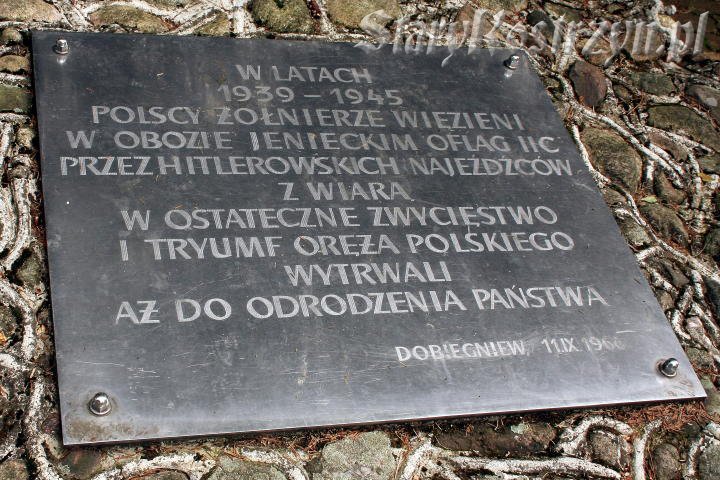 StaryKostrzyn.pl
W LATACH
1939 – 1945
POLSCY ŻOŁNIERZE WIĘZIENI
W OBOZIE JENIECKIM OFLAG IIC
PRZEZ HITLEROWSKICH NAJEŹDŹCÓW
Z WIARĄ
W OSTATECZNE ZWYCIĘSTWO
I TRYUMF ORĘŻA POLSKIEGO
WYTRWALI
AŻ DO ODRODZENIA PAŃSTWA
DOBIEGNIEW, 11.IX.